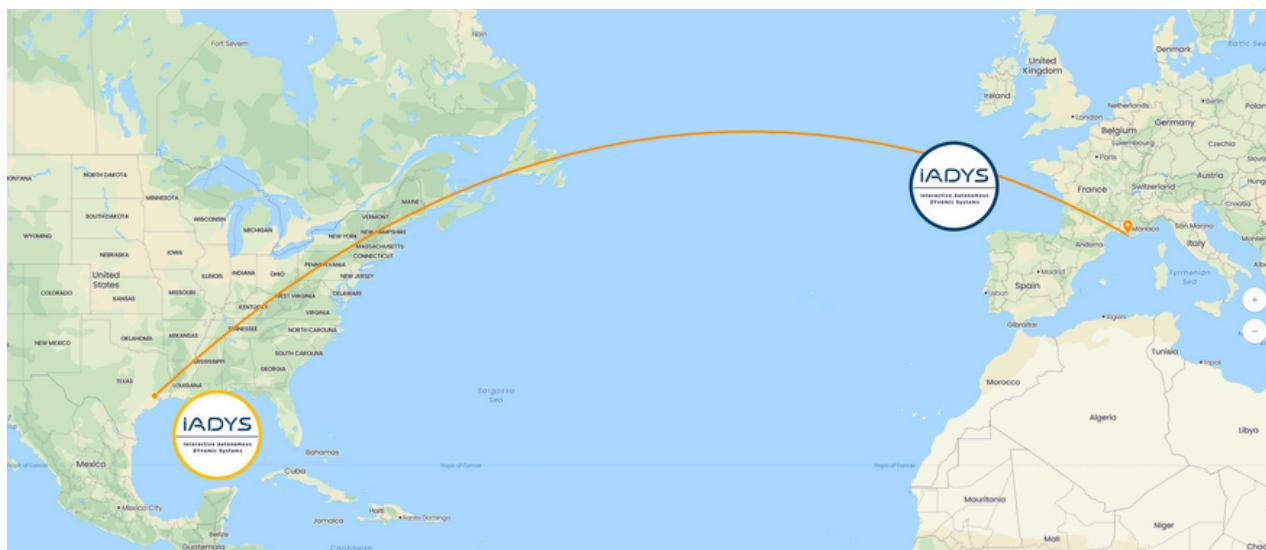 Fort Severn
Nain
Denmark
Baltic Sea
United
Kingdom
Ireland
Netherlands
Berlin
Poland
London
Belgium
Germany
Luxembourg
Czechia
Paris
Austria
France
Switzerland
Croatia
MONTANA
NORTH DAKOTA
MINNESOTA
SOUTH DAKOTA
WISCONSIN
MICHIGAN
WYOMING
IOWA
NEBRASKA
MAINE
VERMONT
NEW YORK
NEW HAMPSHIRE
MASSACHUSETTS
CONNECTICUT
PENNSYLVANIA
NEW JERSEY
ILLINOIS
INDIANA
OHIO
United
States
COLORADO
KANSAS
MISSOURI
WEST VIRGINIA
DELAWARE
KENTUCKY
VIRGINIA
TENNESSEE
NORTH CAROLINA
OKLAHOMA
ARKANSAS
NEW MEXICO
SOUTH CAROLINA
MISSISSIPPI
GEORGIA
TEXAS
LOUISIANA
iADYS
Interactive Autonomous
DYnamic Systems
Monaco
San Marino
Andorra
Italy
Madrid
Spain
Lisbon
Tyrrhenian
Sea
Gibraltar
Algiers
Tunisia
Tripoli
Morocco
Algeria
Libya
Sargasso
Sea
iADYS
Interactive Autonomous
DYnamic Systems
Bahamas
Tropic of Cancer
Tropic of Cancer
Tropic of Cancer
Mexico
Cuba
Mexico City
Haiti
Santo Domingo
Jamaica
Belize
Guatemala
Caribbean
Mauritania
Mali
Niger